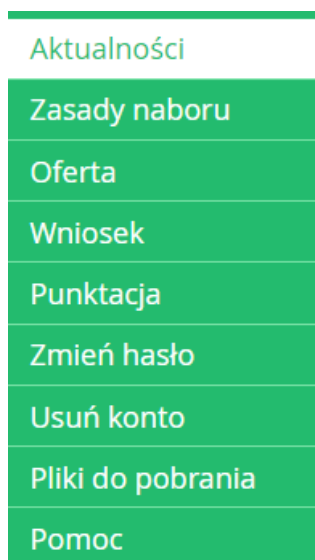 Aktualności
Zasady naboru
Oferta
Wniosek
Punktacja
Zmień hasło
Usuń konto
Pliki do pobrania
Pomoc